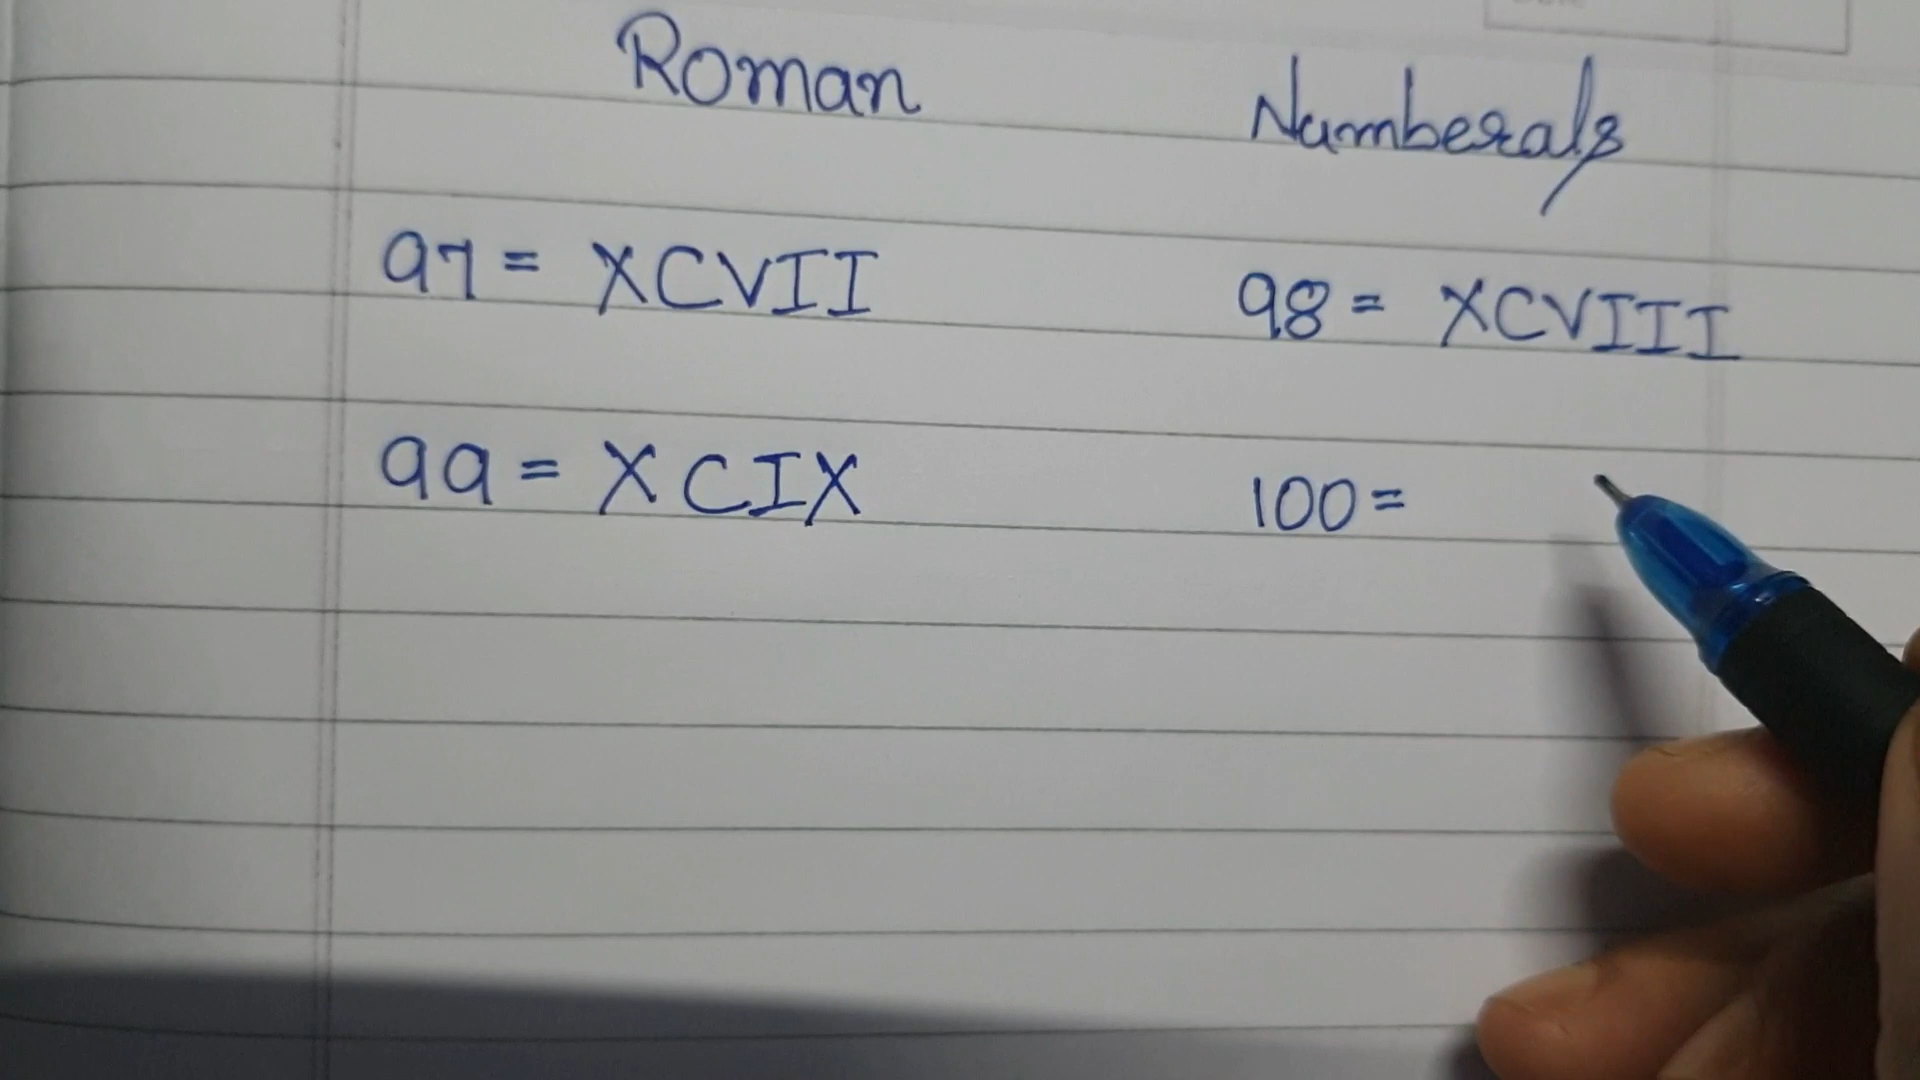 Roman Numberals
97 = XCVII 98 = XCVIII
99 = XCIX 100 =